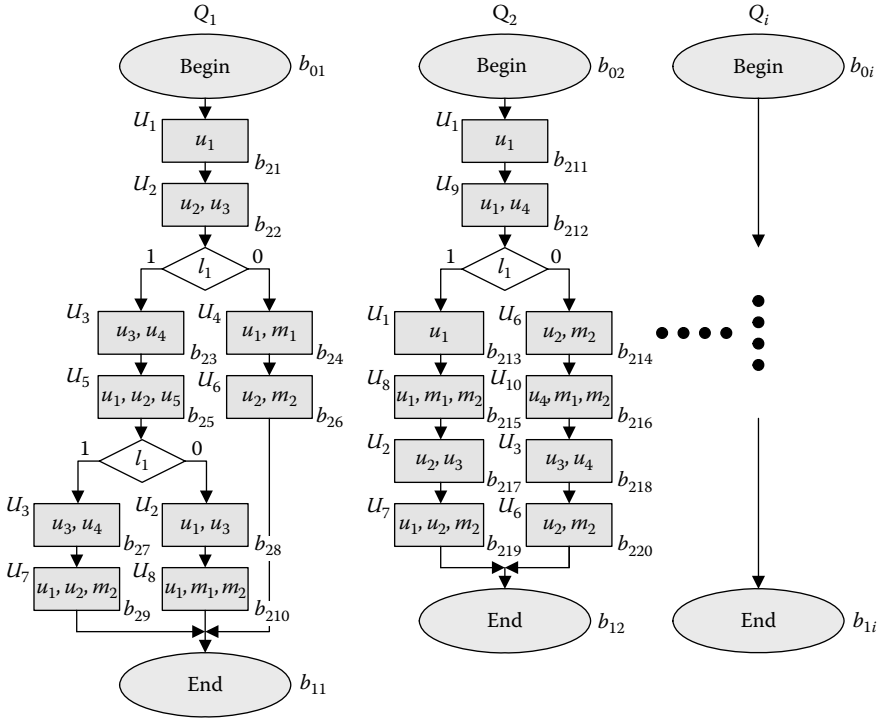 Q1 Q2 Qi
Begin b01 Begin b02 Begin b0i
U1 u1 b21 U1 u1 b211
U2 u2, u3 b22 U9 u1, u4 b212
1 l1 0 1 l1 0
U3 u3, u4 b23 U4 u1, m1 b24 U1 u1 b213 U6 u2, m2 b214
U5 u1, u2, u5 b25 U6 u2, m2 b26 U8 u1, m1, m2 b215 U10 u4, m1, m2 b216
1 l1 0 U2 u2, u3 b217 U3 u3, u4 b218
U3 u3, u4 b27 U2 u1, u3 b28 U7 u1, u2, m2 b219 U6 u2, m2 b220
U7 u1, u2, m2 b29 U8 u1, m1, m2 b210
End b12 End b1i
End b11